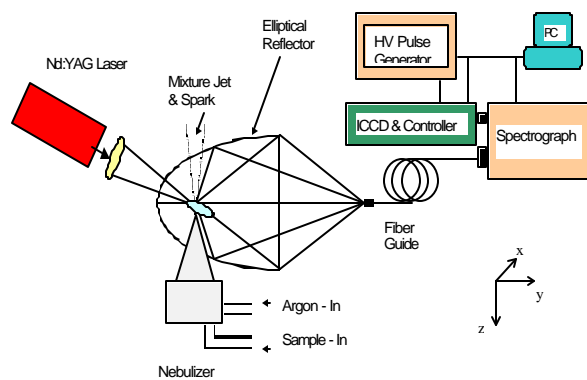 Elliptical
Reflector
Nd:YAG Laser
Mixture Jet
& Spark
HV Pulse
Generator
PC
ICCD & Controller
Spectrograph
Fiber
Guide
Argon - In
Sample - In
Nebulizer
x
y
z